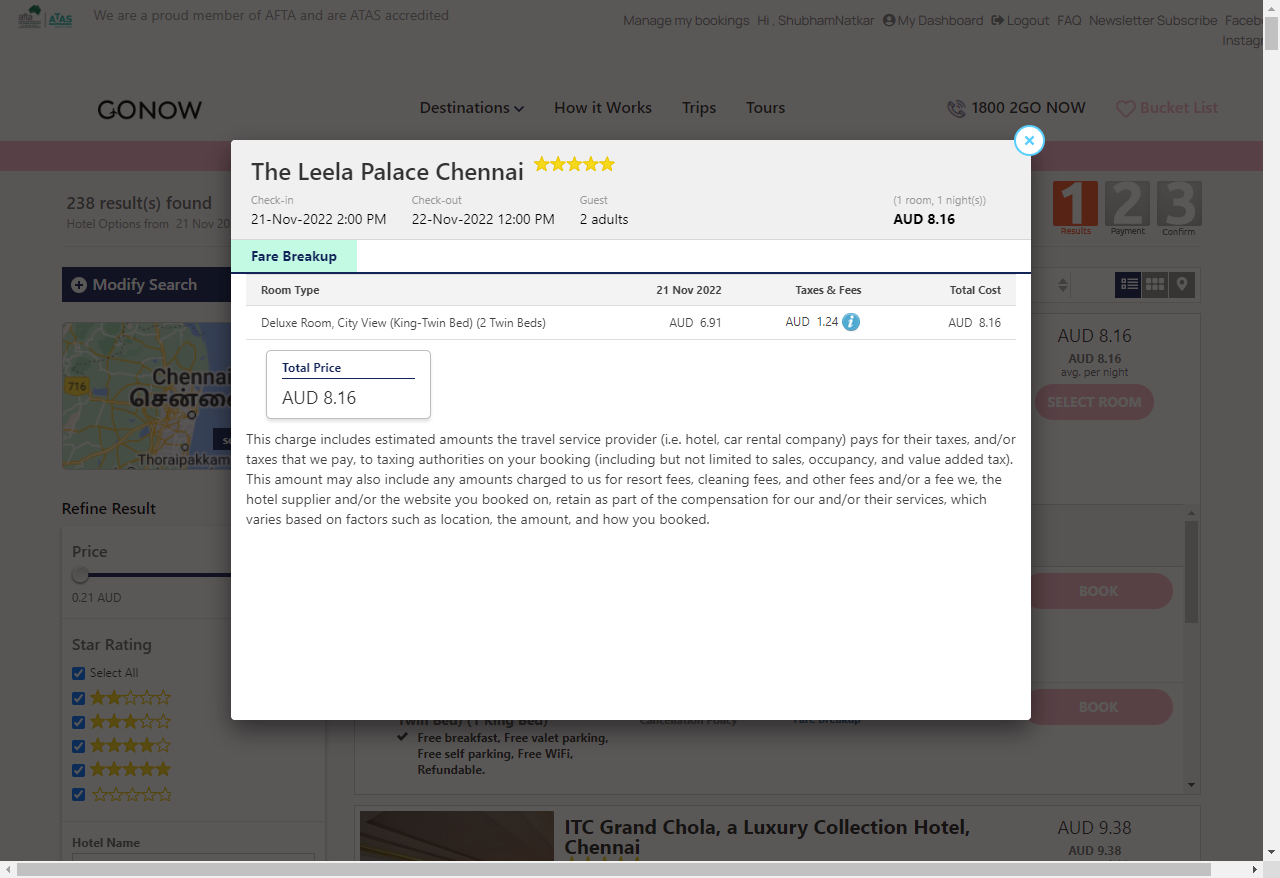 We are a proud member of AFTA and are ATAS accredited
ATAS
Manage my bookings Hi , ShubhamNatkar My Dashboard Logout FAQ Newsletter Subscribe
GONOW
Destinations How it Works Trips Tours
1800 2GO NOW Bucket List
The Leela Palace Chennai
Check-in Check-out Guest (1 room, 1 night(s))
21-Nov-2022 2:00 PM 22-Nov-2022 12:00 PM 2 adults AUD 8.16
238 result(s) found
Hotel Options from 21 Nov 20
1 2 3
Results Payment Confirm
Fare Breakup
Room Type 21 Nov 2022 Taxes & Fees Total Cost
Deluxe Room, City View (King-Twin Bed) (2 Twin Beds) AUD 6.91 AUD 1.24 AUD 8.16
Total Price
AUD 8.16
This charge includes estimated amounts the travel service provider (i.e. hotel, car rental company) pays for their taxes, and/or
taxes that we pay, to taxing authorities on your booking (including but not limited to sales, occupancy, and value added tax).
This amount may also include any amounts charged to us for resort fees, cleaning fees, and other fees and/or a fee we, the
hotel supplier and/or the website you booked on, retain as part of the compensation for our and/or their services, which
varies based on factors such as location, the amount, and how you booked.
Modify Search
Chennai
716
Thoraipakkam
Refine Result
Price
0.21 AUD
Star Rating
Select All
Hotel Name
AUD 8.16
AUD 8.16
avg. per night
SELECT ROOM
BOOK
BOOK
Twin Bed) (1 King Bed) Cancellation Policy Fare Breakup
Free breakfast, Free valet parking,
Free self parking, Free WiFi,
Refundable.
ITC Grand Chola, a Luxury Collection Hotel,
Chennai
AUD 9.38
AUD 9.38